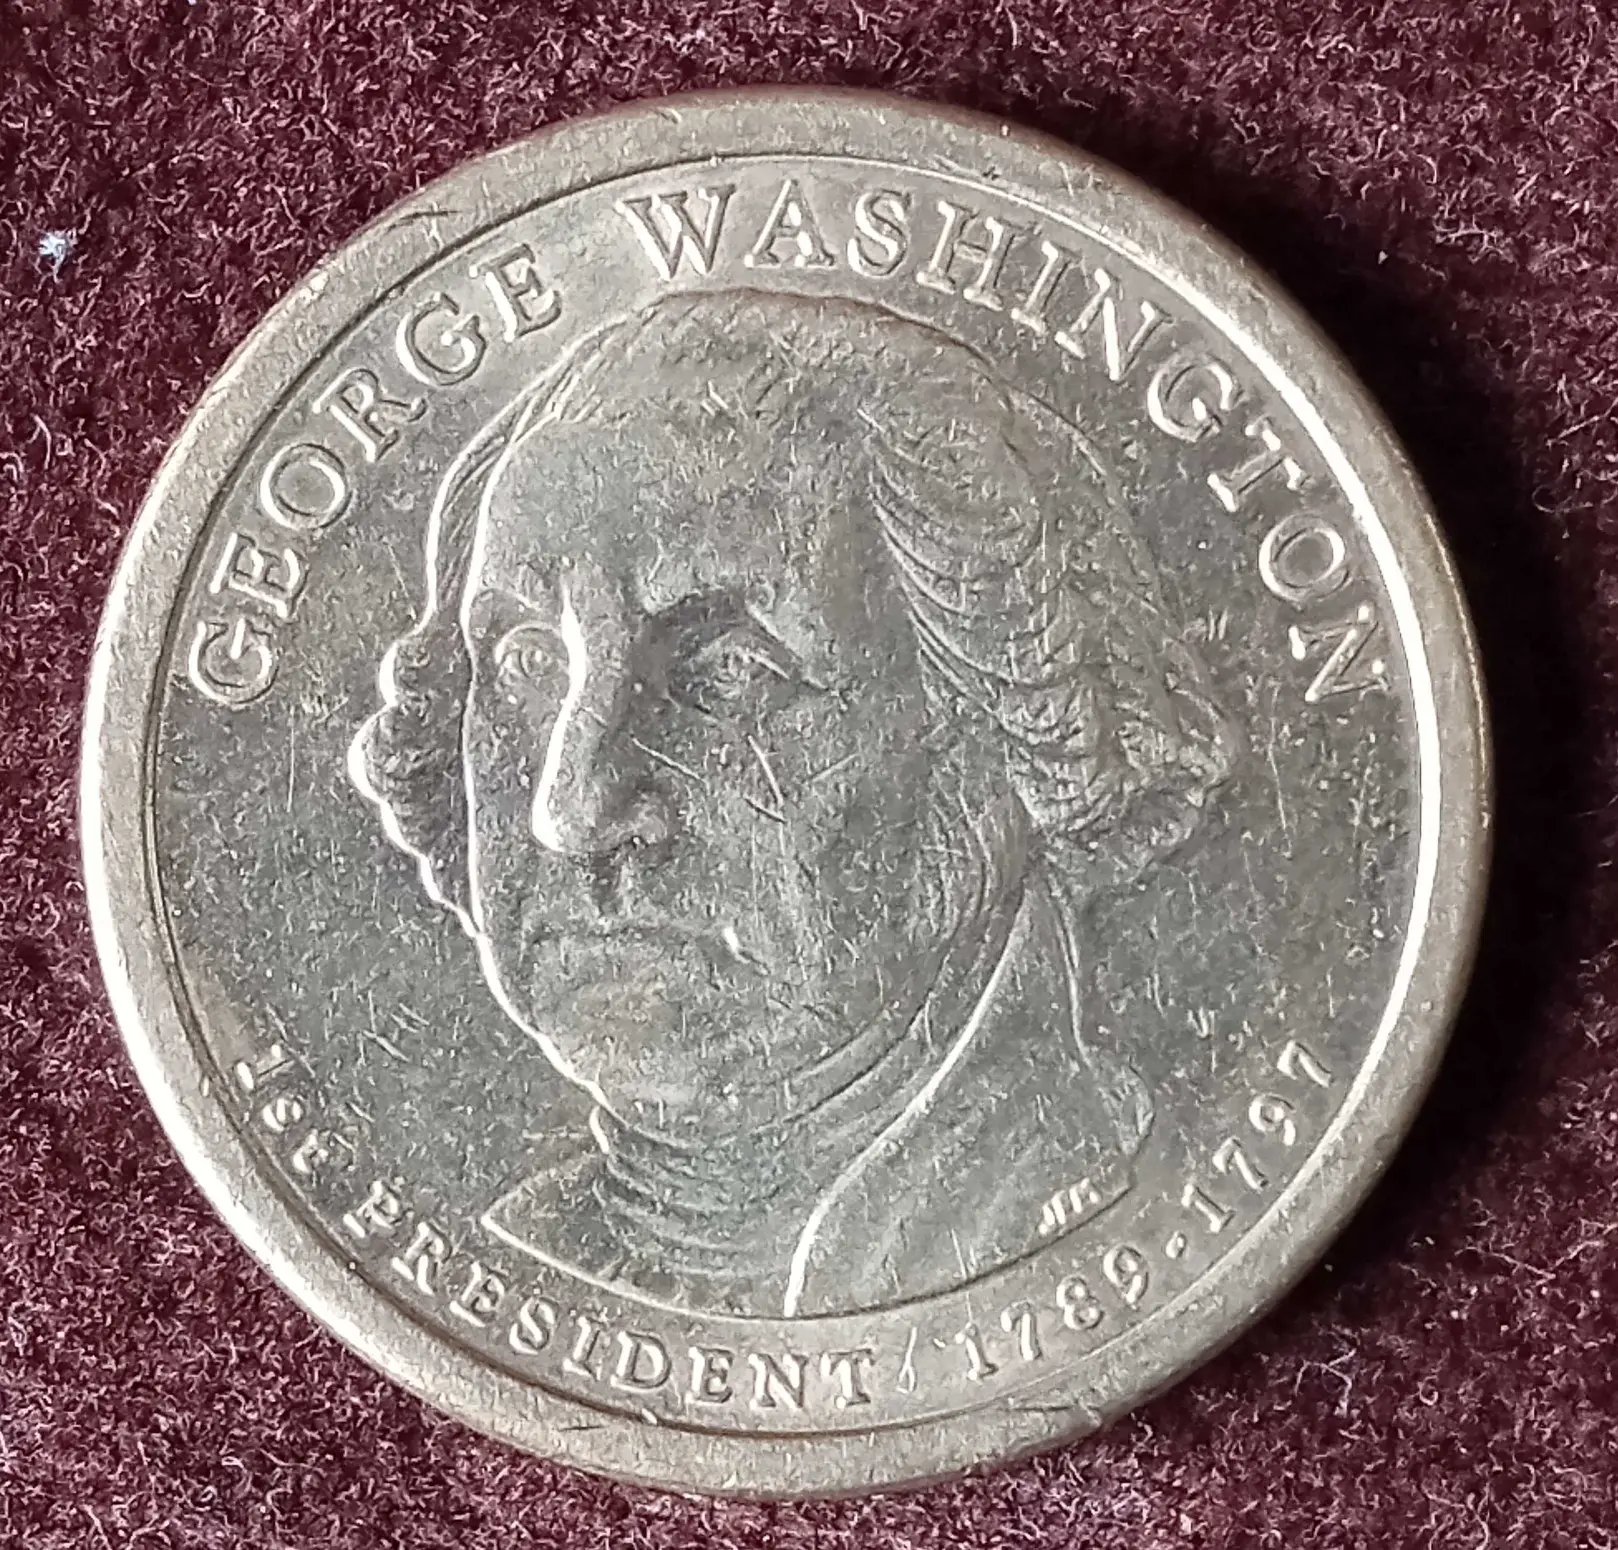 GEORGE WASHINGTON
1st PRESIDENT 1789-1797